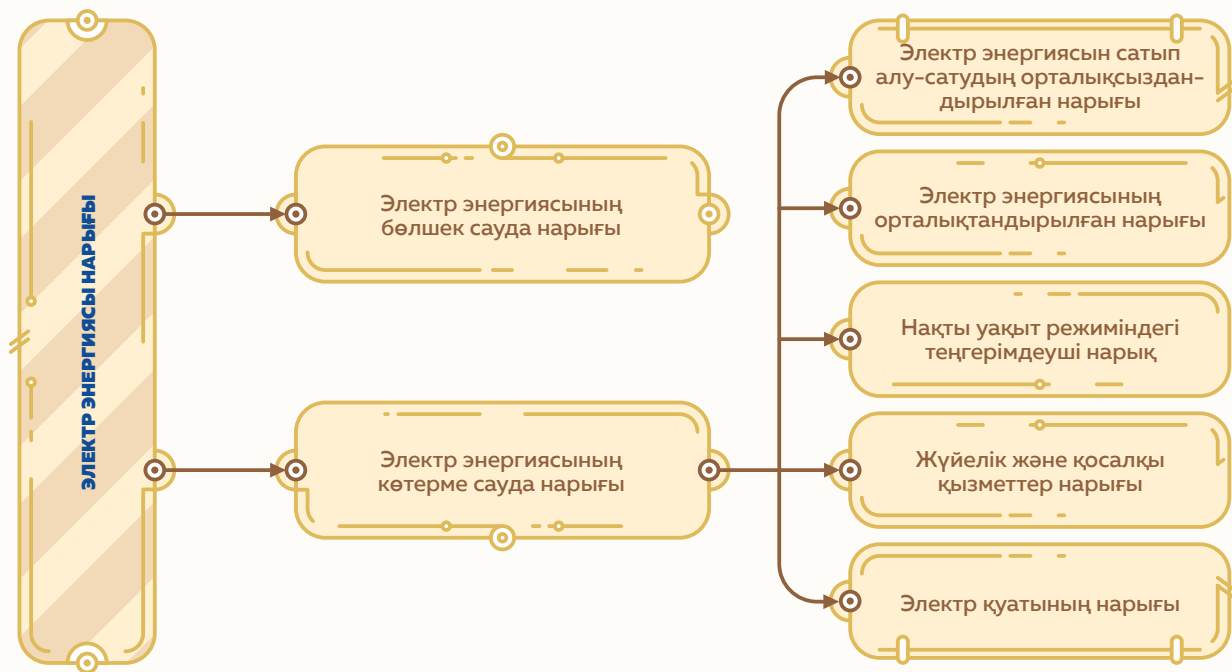 ЭЛЕКТР ЭНЕРГИЯСЫ НАРЫҒЫ
Электр энергиясының
бөлшек сауда нарығы
Электр энергиясының
көтерме сауда нарығы
Электр энергиясын сатып
алу-сатудың орталықсыздан-
дырылған нарығы
Электр энергиясының
орталықтандырылған нарығы
Нақты уақыт режиміндегі
теңгерімдеуші нарық
Жүйелік және қосалқы
қызметтер нарығы
Электр қуатының нарығы